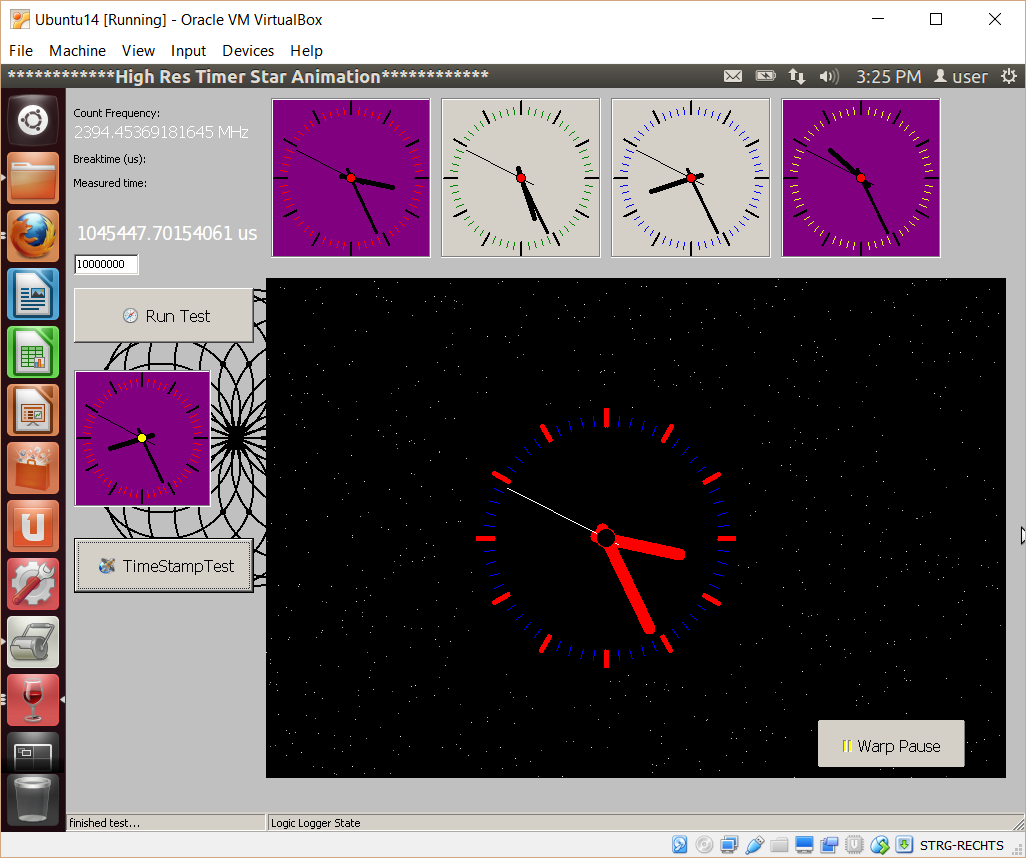 Ubuntu14 [Running] - Oracle VM VirtualBox
File Machine View Input Devices Help
************High Res Timer Star Animation************
3:25 PM user
Count Frequency:
2394.45369181645 MHz
Breaktime (us):
Measured time:
1045447.70154061 us
10000000
Run Test
TimeStampTest
Warp Pause
finished test...
Logic Logger State
STRG-RECHTS